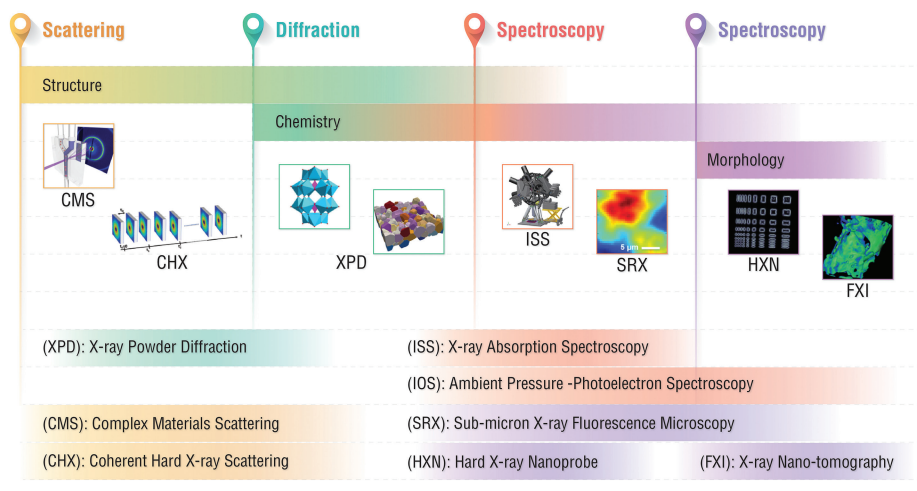 Scattering
Diffraction
Spectroscopy
Spectroscopy
Structure
Chemistry
Morphology
CMS
CHX
XPD
ISS
5 µm
SRX
HXN
FXI
(XPD): X-ray Powder Diffraction
(ISS): X-ray Absorption Spectroscopy
(IOS): Ambient Pressure -Photoelectron Spectroscopy
(CMS): Complex Materials Scattering
(SRX): Sub-micron X-ray Fluorescence Microscopy
(CHX): Coherent Hard X-ray Scattering
(HXN): Hard X-ray Nanoprobe
(FXI): X-ray Nano-tomography